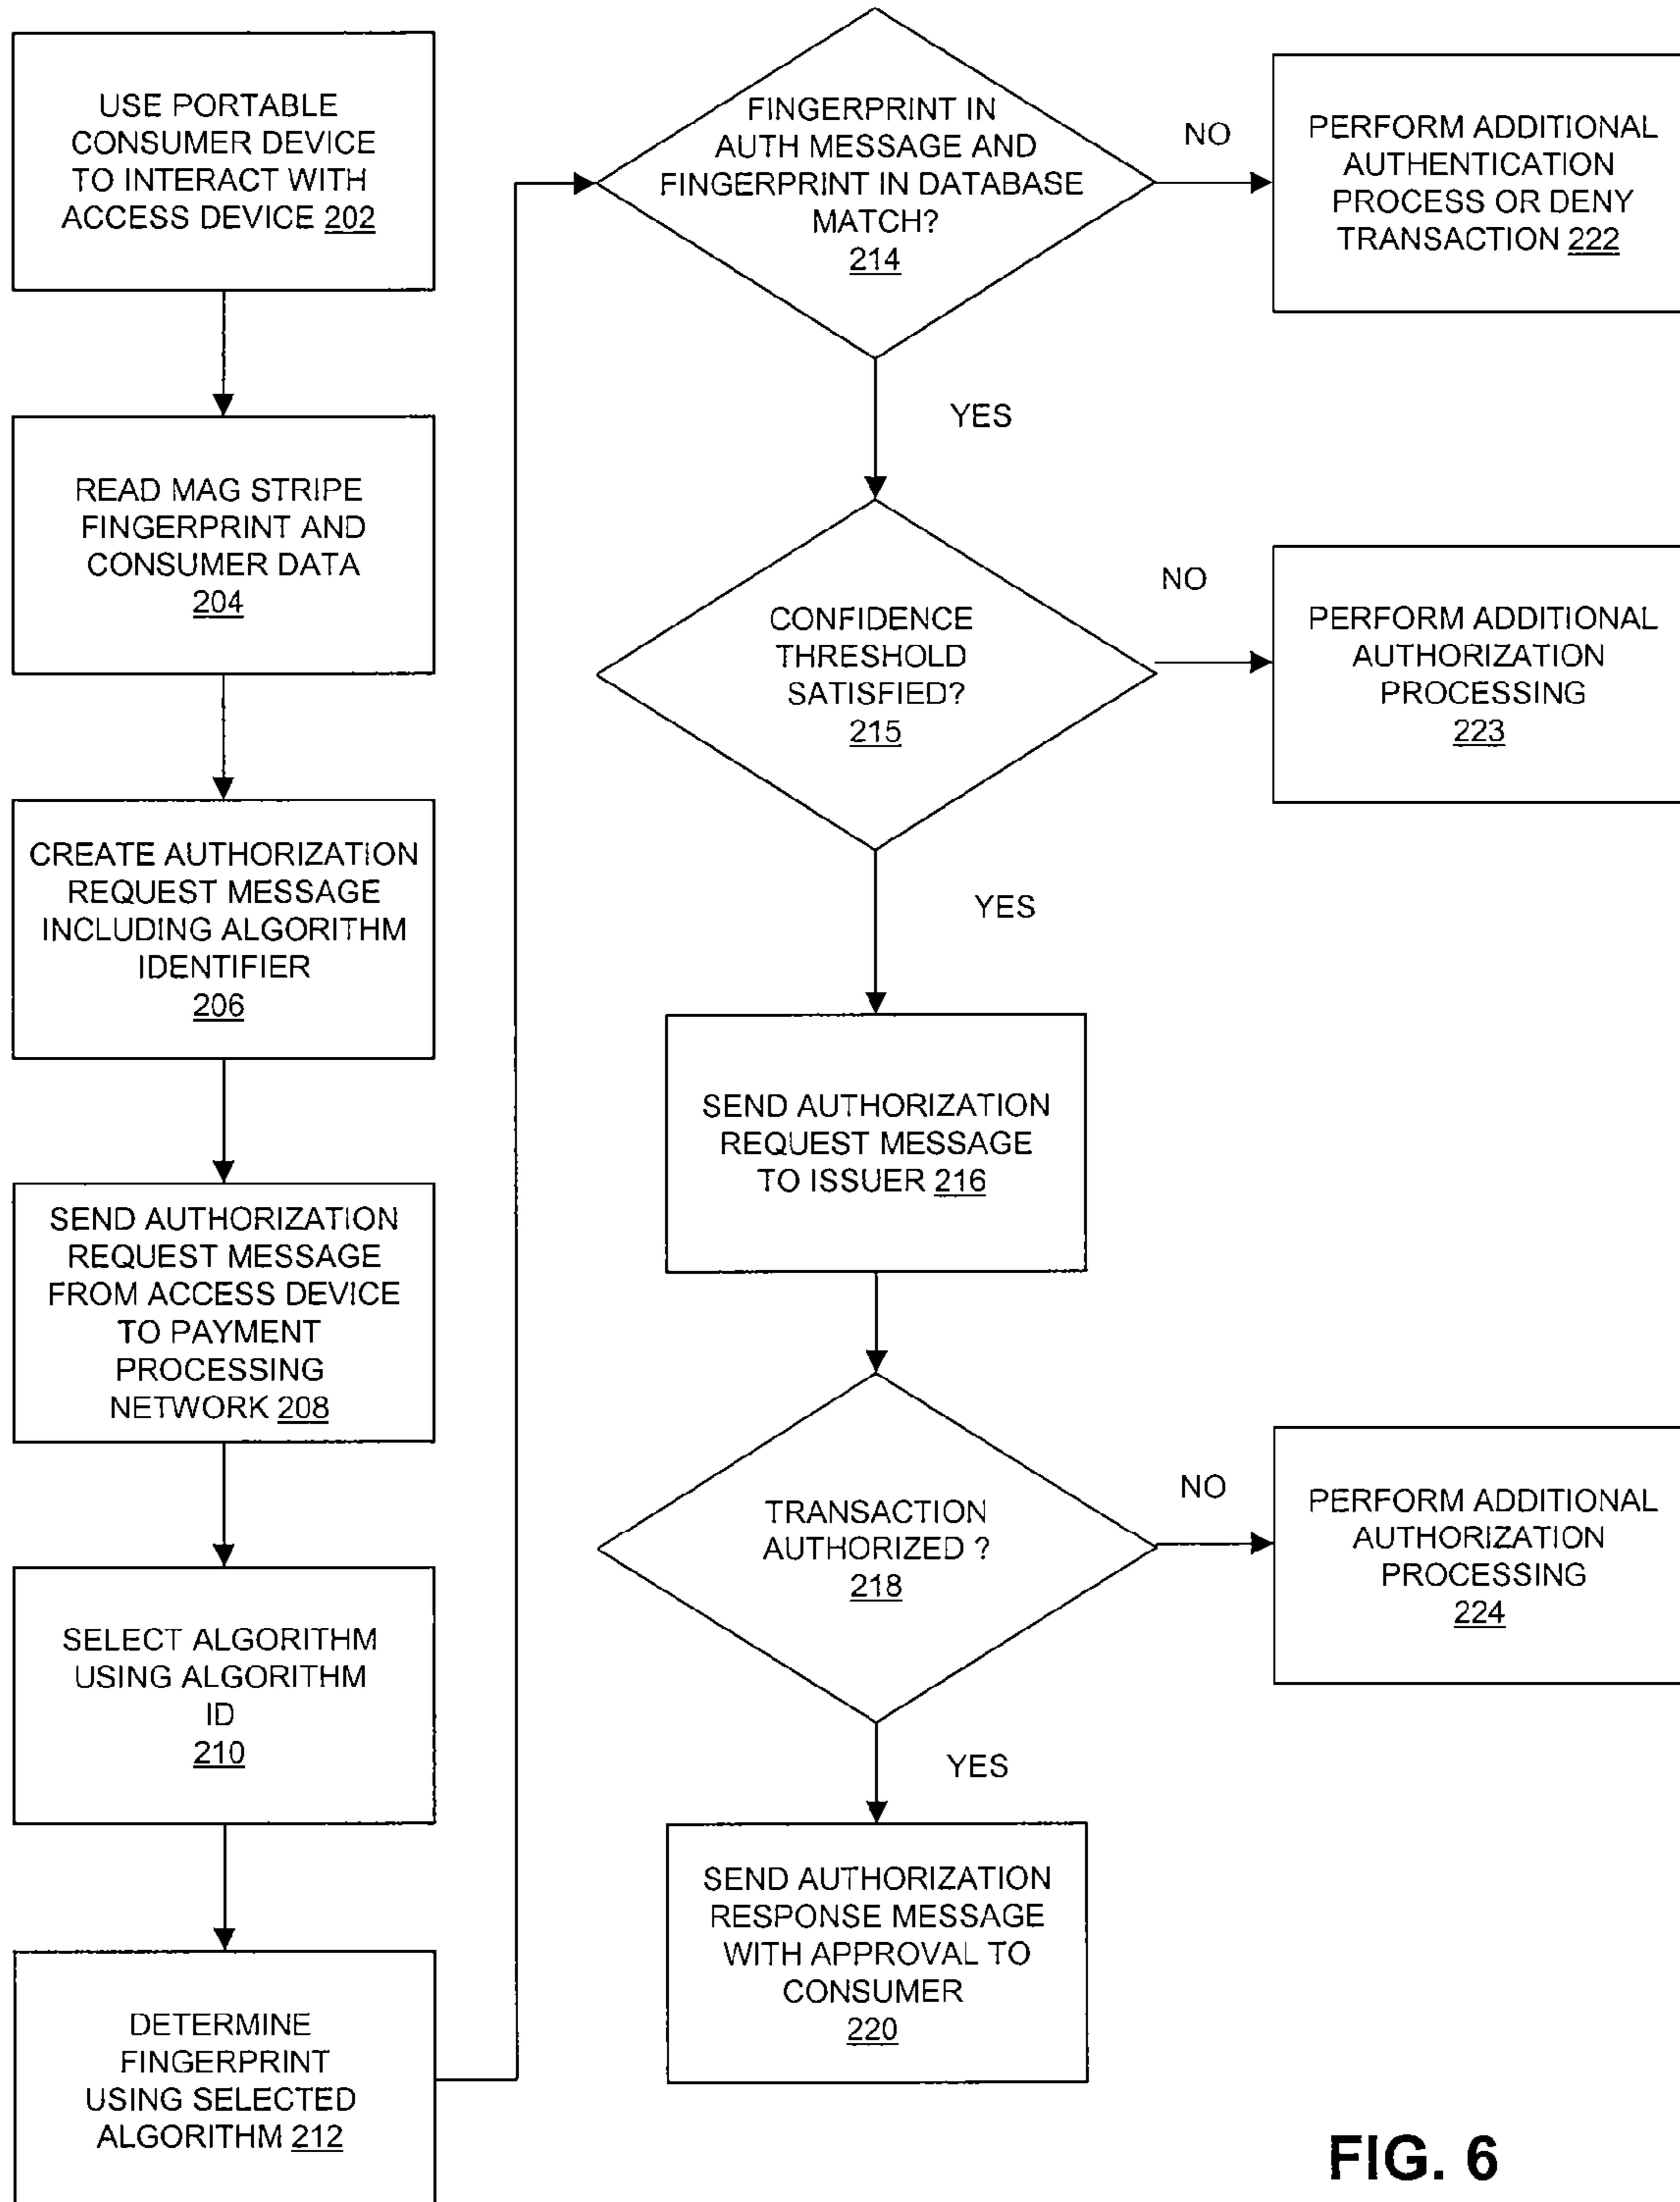 USE PORTABLE
CONSUMER DEVICE
TO INTERACT WITH
ACCESS DEVICE 202
READ MAG STRIPE
FINGERPRINT AND
CONSUMER DATA
204
CREATE AUTHORIZATION
REQUEST MESSAGE
INCLUDING ALGORITHM
IDENTIFIER
206
SEND AUTHORIZATION
REQUEST MESSAGE
FROM ACCESS DEVICE
TO PAYMENT
PROCESSING
NETWORK 208
SELECT ALGORITHM
USING ALGORITHM
ID
210
DETERMINE
FINGERPRINT
USING SELECTED
ALGORITHM 212
FINGERPRINT IN
AUTH MESSAGE AND
FINGERPRINT IN DATABASE
MATCH?
214
NO
PERFORM ADDITIONAL
AUTHENTICATION
PROCESS OR DENY
TRANSACTION 222
YES
CONFIDENCE
THRESHOLD
SATISFIED?
215
NO
PERFORM ADDITIONAL
AUTHORIZATION
PROCESSING
223
YES
SEND AUTHORIZATION
REQUEST MESSAGE
TO ISSUER 216
TRANSACTION
AUTHORIZED ?
218
NO
PERFORM ADDITIONAL
AUTHORIZATION
PROCESSING
224
YES
SEND AUTHORIZATION
RESPONSE MESSAGE
WITH APPROVAL TO
CONSUMER
220
FIG. 6